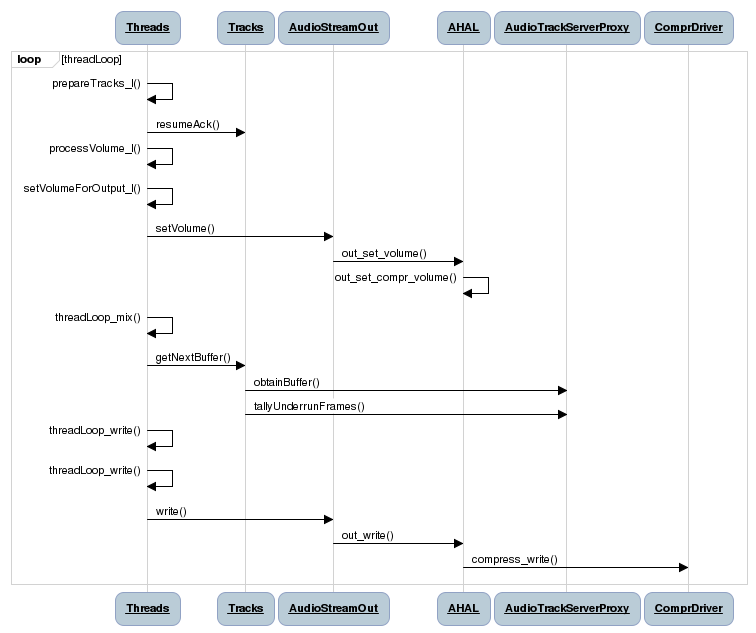 Threads Tracks AudioStreamOut AHAL AudioTrackServerProxy ComprDriver
loop [threadLoop]
prepareTracks_l()
resumeAck()
processVolume_l()
setVolumeForOutput_l()
setVolume()
out_set_volume()
out_set_compr_volume()
threadLoop_mix()
getNextBuffer()
obtainBuffer()
tallyUnderrunFrames()
threadLoop_write()
threadLoop_write()
write()
out_write()
compress_write()
Threads Tracks AudioStreamOut AHAL AudioTrackServerProxy ComprDriver